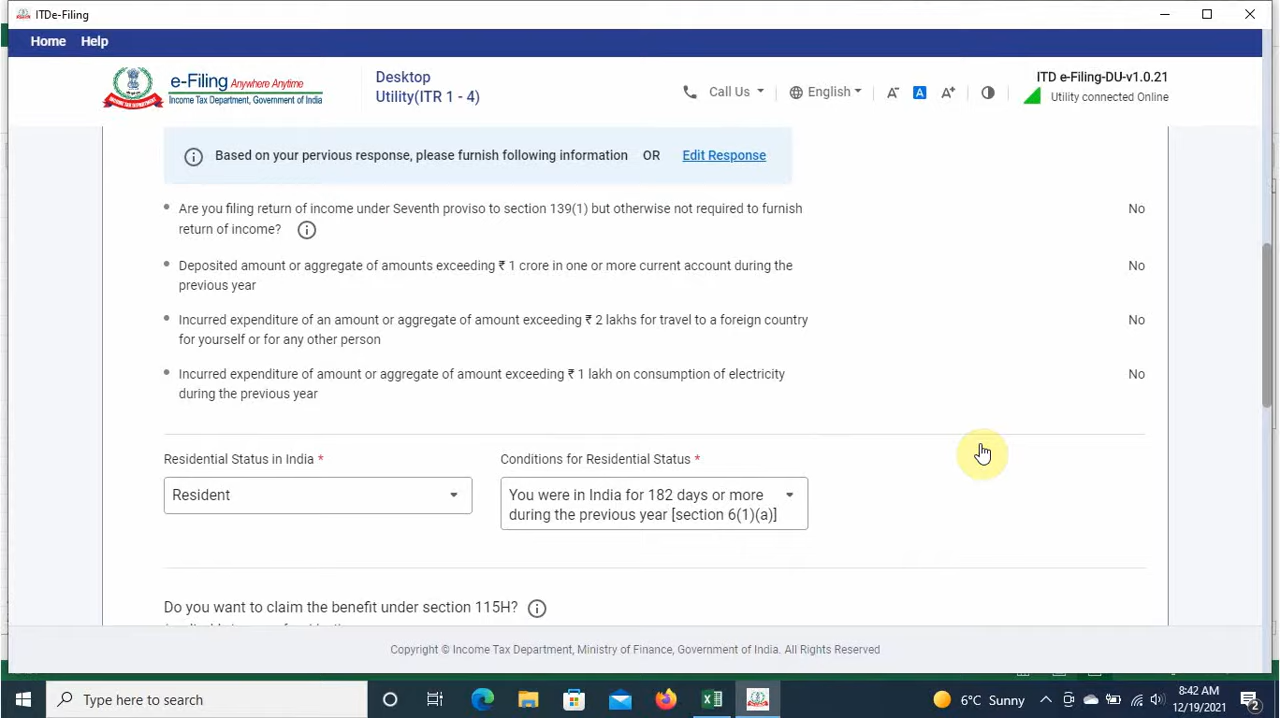 ITDe-Filing
Home Help
e-Filing Anywhere Anytime
Income Tax Department, Government of India
Desktop
Utility(ITR 1 - 4)
Call Us
English
A-
A
A+
ITD e-Filing-DU-v1.0.21
Utility connected Online
Based on your pervious response, please furnish following information OR Edit Response
Are you filing return of income under Seventh proviso to section 139(1) but otherwise not required to furnish No
return of income?
Deposited amount or aggregate of amounts exceeding ₹ 1 crore in one or more current account during the No
previous year
Incurred expenditure of an amount or aggregate of amount exceeding ₹ 2 lakhs for travel to a foreign country No
for yourself or for any other person
Incurred expenditure of amount or aggregate of amount exceeding ₹ 1 lakh on consumption of electricity No
during the previous year
Residential Status in India *
Resident
Conditions for Residential Status *
You were in India for 182 days or more
during the previous year [section 6(1)(a)]
Do you want to claim the benefit under section 115H?
Copyright © Income Tax Department, Ministry of Finance, Government of India. All Rights Reserved
Type here to search
6°C Sunny
8:42 AM
12/19/2021
2